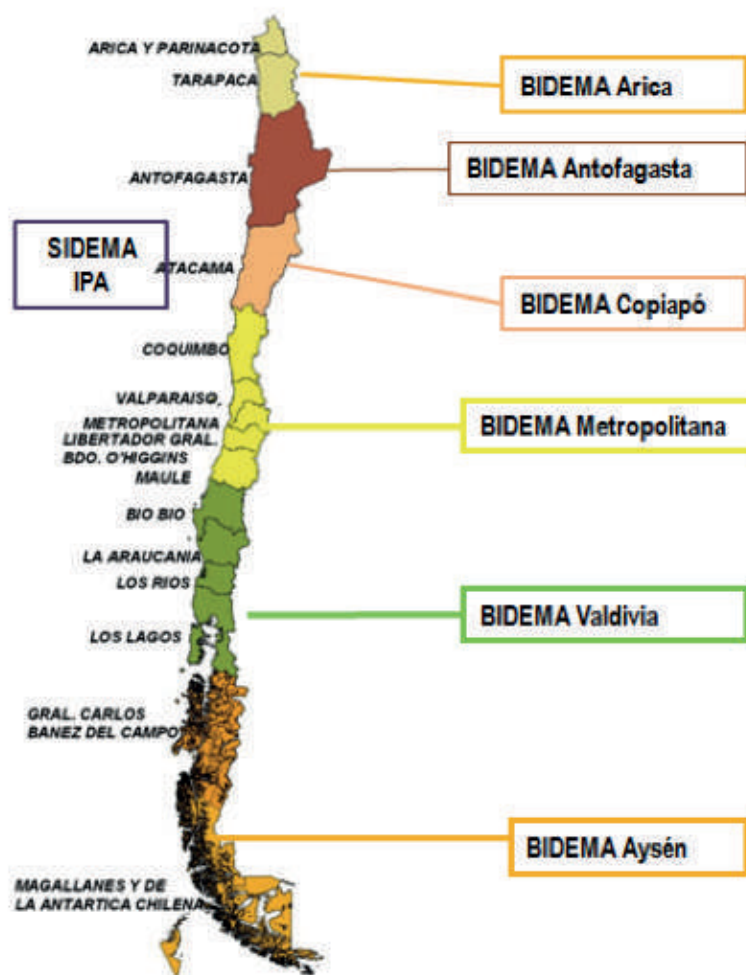 ARICA Y PARINACOTA
TARAPACA
BIDEMA Arica
ANTOFAGASTA
BIDEMA Antofagasta
SIDEMA
IPA
ATACAMA
BIDEMA Copiapó
COQUIMBO
VALPARAISO,
METROPOLITANA
LIBERTADOR GRAL.
BDO. O'HIGGINS
MAULE
BIDEMA Metropolitana
BIO BIO
LA ARAUCANIA
LOS RIOS
LOS LAGOS
BIDEMA Valdivia
GRAL. CARLOS
BANEZ DEL CAMPO
BIDEMA Aysén
MAGALLANES Y DE
LA ANTARTICA CHILENA